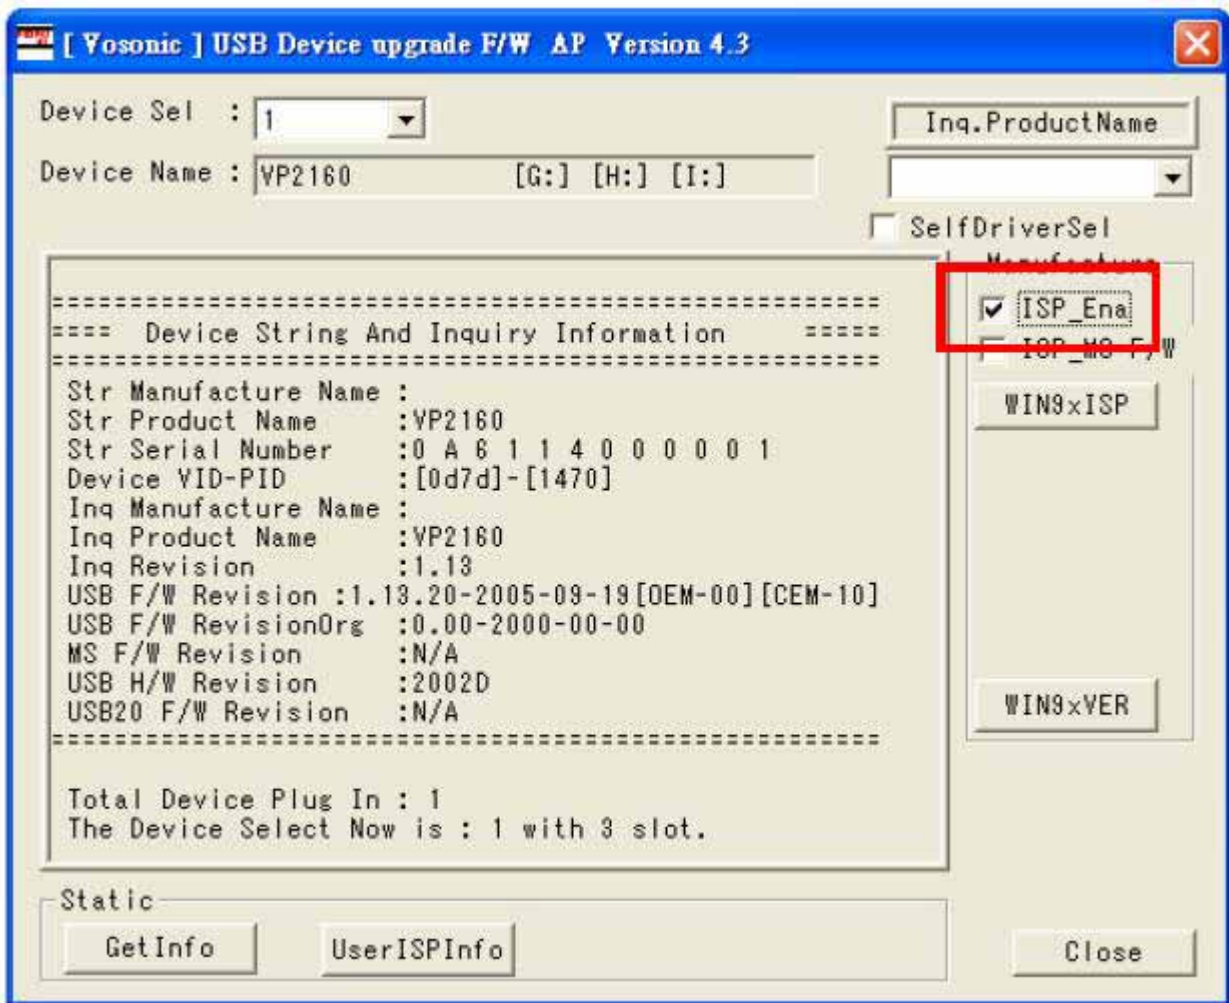 [ Vosonic ] USB Device upgrade F/W AP Version 4.3
Device Sel : 1
Inq.ProductName
Device Name : VP2160 [G:] [H:] [I:]
SelfDriverSel
Manufacture
ISP_Ena
ISP_MS F/W
WIN9xISP
WIN9xVER
=====================================================
==== Device String And Inquiry Information =====
=====================================================
Str Manufacture Name :
Str Product Name :VP2160
Str Serial Number :0 A 6 1 1 4 0 0 0 0 0 1
Device VID-PID :[0d7d]-[1470]
Inq Manufacture Name :
Inq Product Name :VP2160
Inq Revision :1.13
USB F/W Revision :1.13.20-2005-09-19[OEM-00][CEM-10]
USB F/W RevisionOrg :0.00-2000-00-00
MS F/W Revision :N/A
USB H/W Revision :2002D
USB20 F/W Revision :N/A
=====================================================
Total Device Plug In : 1
The Device Select Now is : 1 with 3 slot.
Static
GetInfo
UserISPInfo
Close